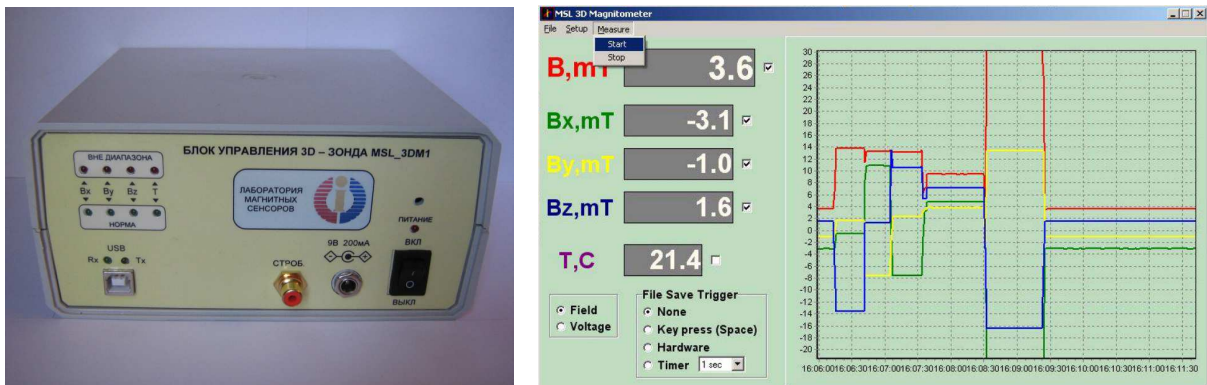 БЛОК УПРАВЛЕНИЯ 3D – ЗОНДА MSL_3DM1
ВНЕ ДИАПАЗОНА
Bx By Bz T
НОРМА
ЛАБОРАТОРИЯ
МАГНИТНЫХ
СЕНСОРОВ
ПИТАНИЕ
USB
Rx Tx
СТРОБ.
9В 200мА
ВКЛ
ВЫКЛ
MSL 3D Magnitometer
File Setup Measure
Start
Stop
B,mT 3.6
Bx,mT -3.1
By,mT -1.0
Bz,mT 1.6
T,C 21.4
Field
Voltage
File Save Trigger
None
Key press (Space)
Hardware
Timer 1 sec
30
28
26
24
22
20
18
16
14
12
10
8
6
4
2
0
-2
-4
-6
-8
-10
-12
-14
-16
-18
-20
16:06:00 16:06:30 16:07:00 16:07:30 16:08:00 16:08:30 16:09:00 16:09:30 16:10:00 16:10:30 16:11:00 16:11:30